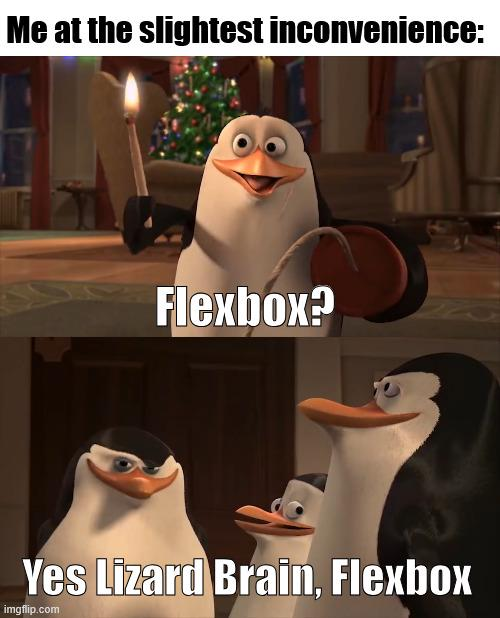 Me at the slightest inconvenience:
Flexbox?
Yes Lizard Brain, Flexbox
imgflip.com